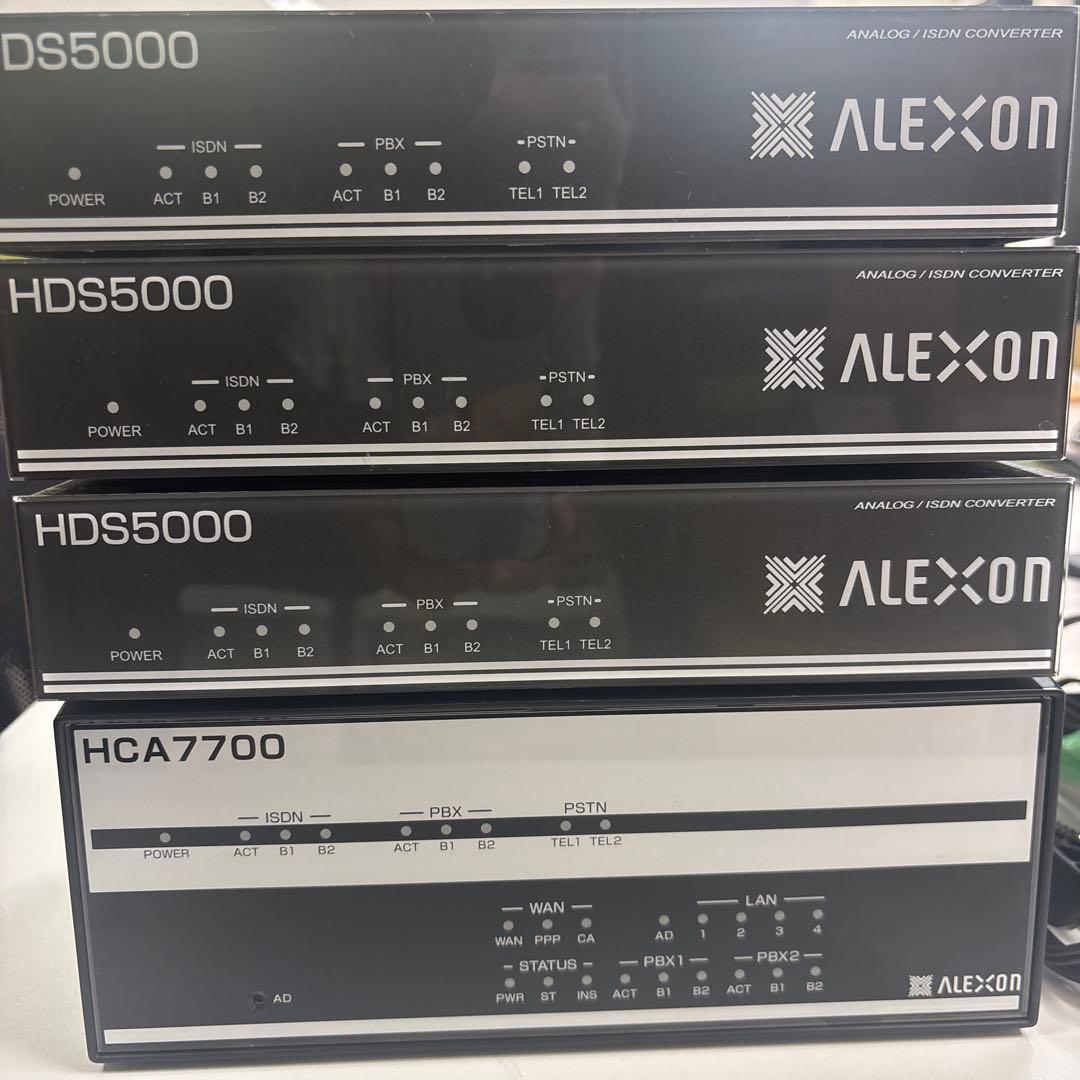 DS5000
ANALOG / ISDN CONVERTER
ALEXON
ISDN PBX PSTN
POWER ACT B1 B2 ACT B1 B2 TEL1 TEL2
HDS5000
ANALOG / ISDN CONVERTER
ALEXON
ISDN PBX PSTN
POWER ACT B1 B2 ACT B1 B2 TEL1 TEL2
HDS5000
ANALOG / ISDN CONVERTER
ALEXON
ISDN PBX PSTN
POWER ACT B1 B2 ACT B1 B2 TEL1 TEL2
HCA7700
ISDN PBX PSTN
POWER ACT B1 B2 ACT B1 B2 TEL1 TEL2
WAN LAN
WAN PPP CA AD 1 2 3 4
STATUS PBX1 PBX2
PWR ST INS ACT B1 B2 ACT B1 B2
AD
ALEXON